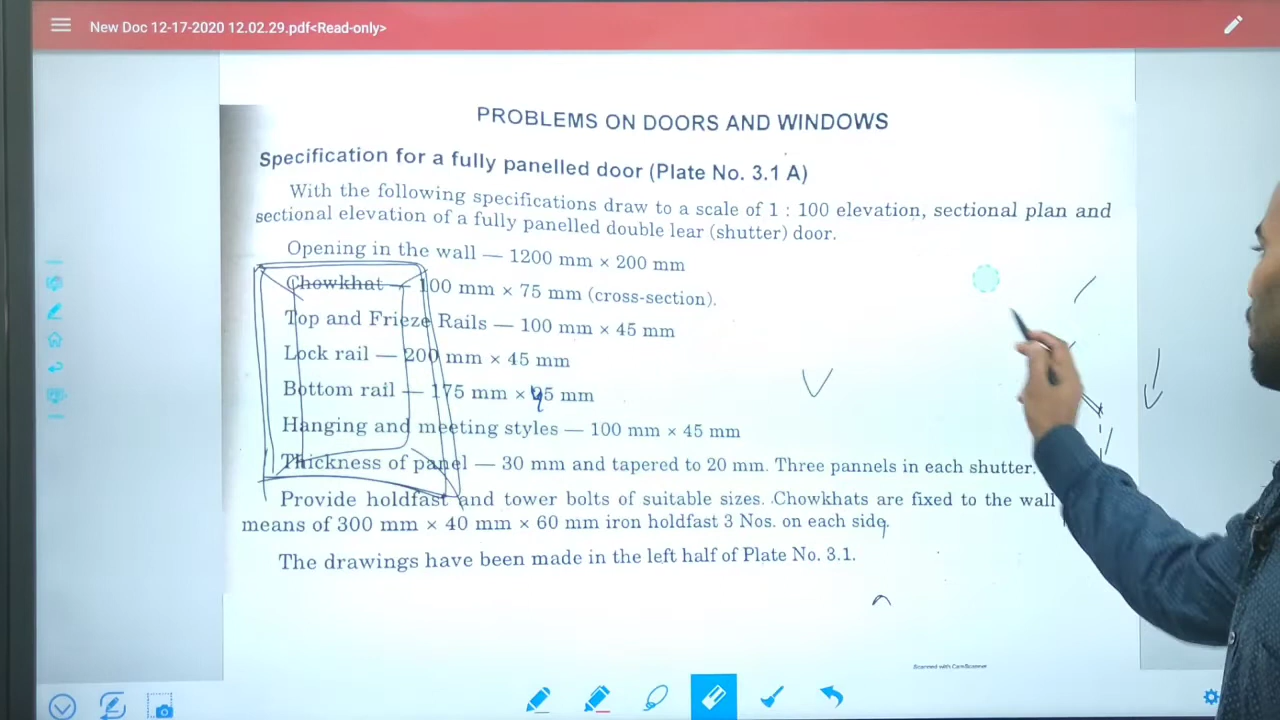 New Doc 12-17-2020 12.02.29.pdf<Read-only>
PROBLEMS ON DOORS AND WINDOWS
Specification for a fully panelled door (Plate No. 3.1 A)
With the following specifications draw to a scale of 1 : 100 elevation, sectional plan and
sectional elevation of a fully panelled double lear (shutter) door.
Opening in the wall — 1200 mm × 200 mm
Chowkhat — 100 mm × 75 mm (cross-section).
Top and Frieze Rails — 100 mm × 45 mm
Lock rail — 200 mm × 45 mm
Bottom rail — 175 mm × 45 mm
Hanging and meeting styles — 100 mm × 45 mm
Thickness of panel — 30 mm and tapered to 20 mm. Three pannels in each shutter.
Provide holdfast and tower bolts of suitable sizes. Chowkhats are fixed to the wall
means of 300 mm × 40 mm × 60 mm iron holdfast 3 Nos. on each side.
The drawings have been made in the left half of Plate No. 3.1.
Scanned with CamScanner